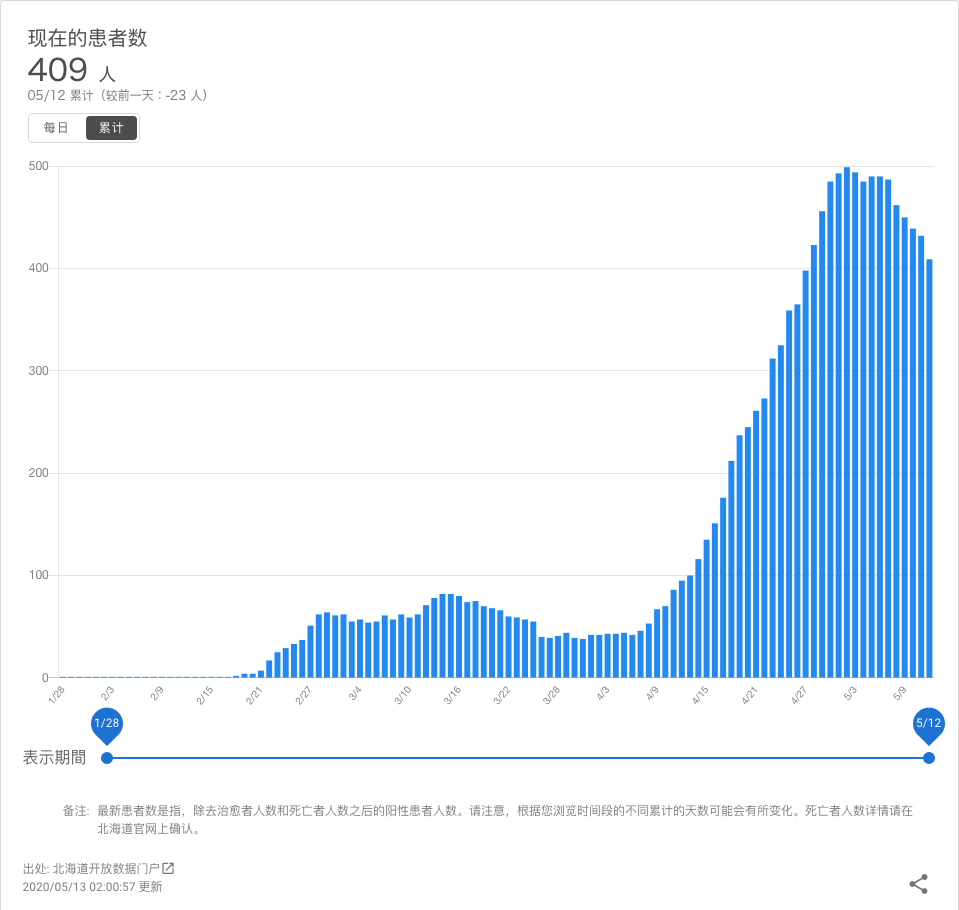 现在的患者数
409 人
05/12 累计（较前一天：-23 人）
每日 累计
500
400
300
200
100
0
1/28 2/3 2/9 2/15 2/21 2/27 3/4 3/10 3/16 3/22 3/28 4/3 4/9 4/15 4/21 4/27 5/3 5/9
1/28 5/12
表示期間
备注: 最新患者数是指，除去治愈者人数和死亡者人数之后的阳性患者人数。请注意，根据您浏览时间段的不同累计的天数可能会有所变化。死亡者人数详情请在
北海道官网上确认。
出处: 北海道开放数据门户
2020/05/13 02:00:57 更新